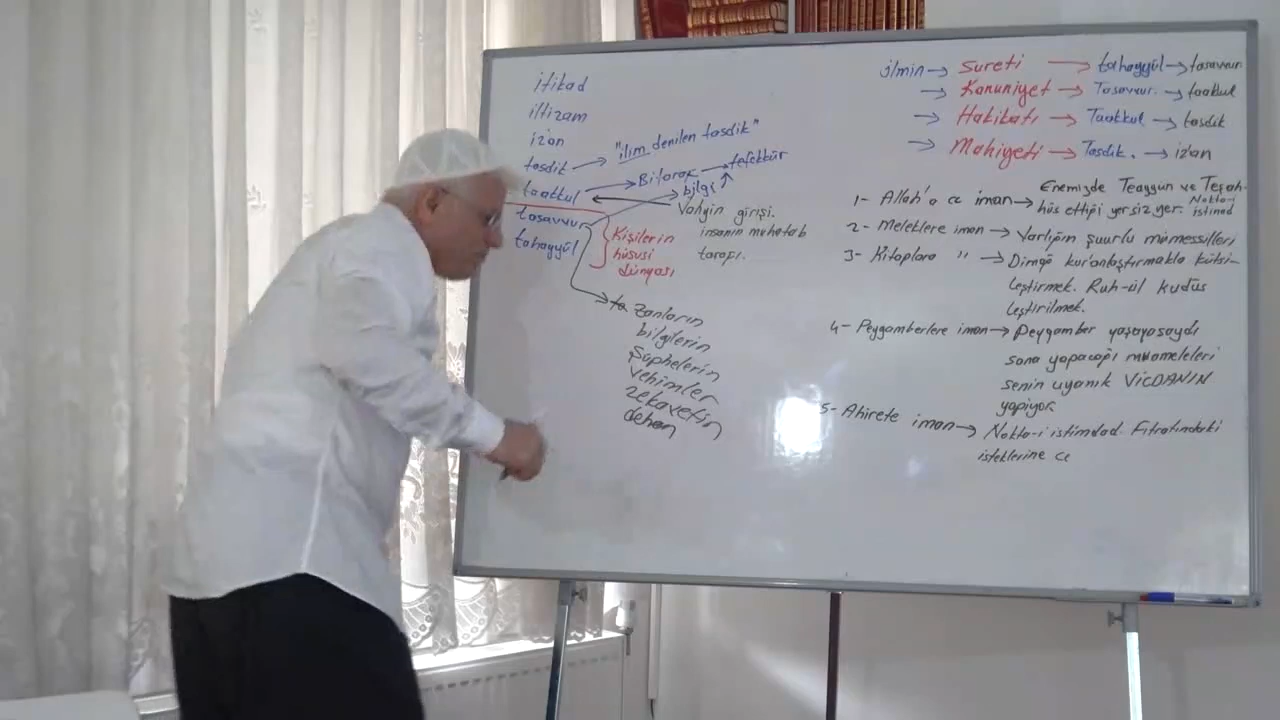 itikad
iltizam
izan
tasdik → "ilim denilen tasdik"
taakkul → Bilarak → tefekkür
bilgi
tasavvur
tahayyül
Kişilerin
hususi
dünyası
Vahyin girişi.
insanın muhatab
tarafı.
zanların
bilgilerin
Şüphelerin
Vehimler
Zekavetin
dehan
ilmin → Sureti → tahayyül → tasavvur
→ Kanuniyet → Tasavvur. → taakkul
→ Hakikatı → Taakkul → tasdik
→ Mahiyeti → Tasdik. → izan
1- Allah'a c iman → Enemizde Teayyün ve Teşah-
hüs ettiği yersiz yer. Nokta-i
istinad
2- Meleklere iman → Varlığın şuurlu mümessilleri
3- Kitaplara " → Dimağı kur'anlaştırmakla kutsi-
leştirmek. Ruh-ül kudüs
leştirilmek.
4- Peygamberlere iman → Peygamber yaşasaydı
sana yapacağı muameleleri
senin uyanık VİCDANIN
yapıyor.
5- Ahirete iman → Nokta-i istimdad. Fıtratındaki
isteklerine ce